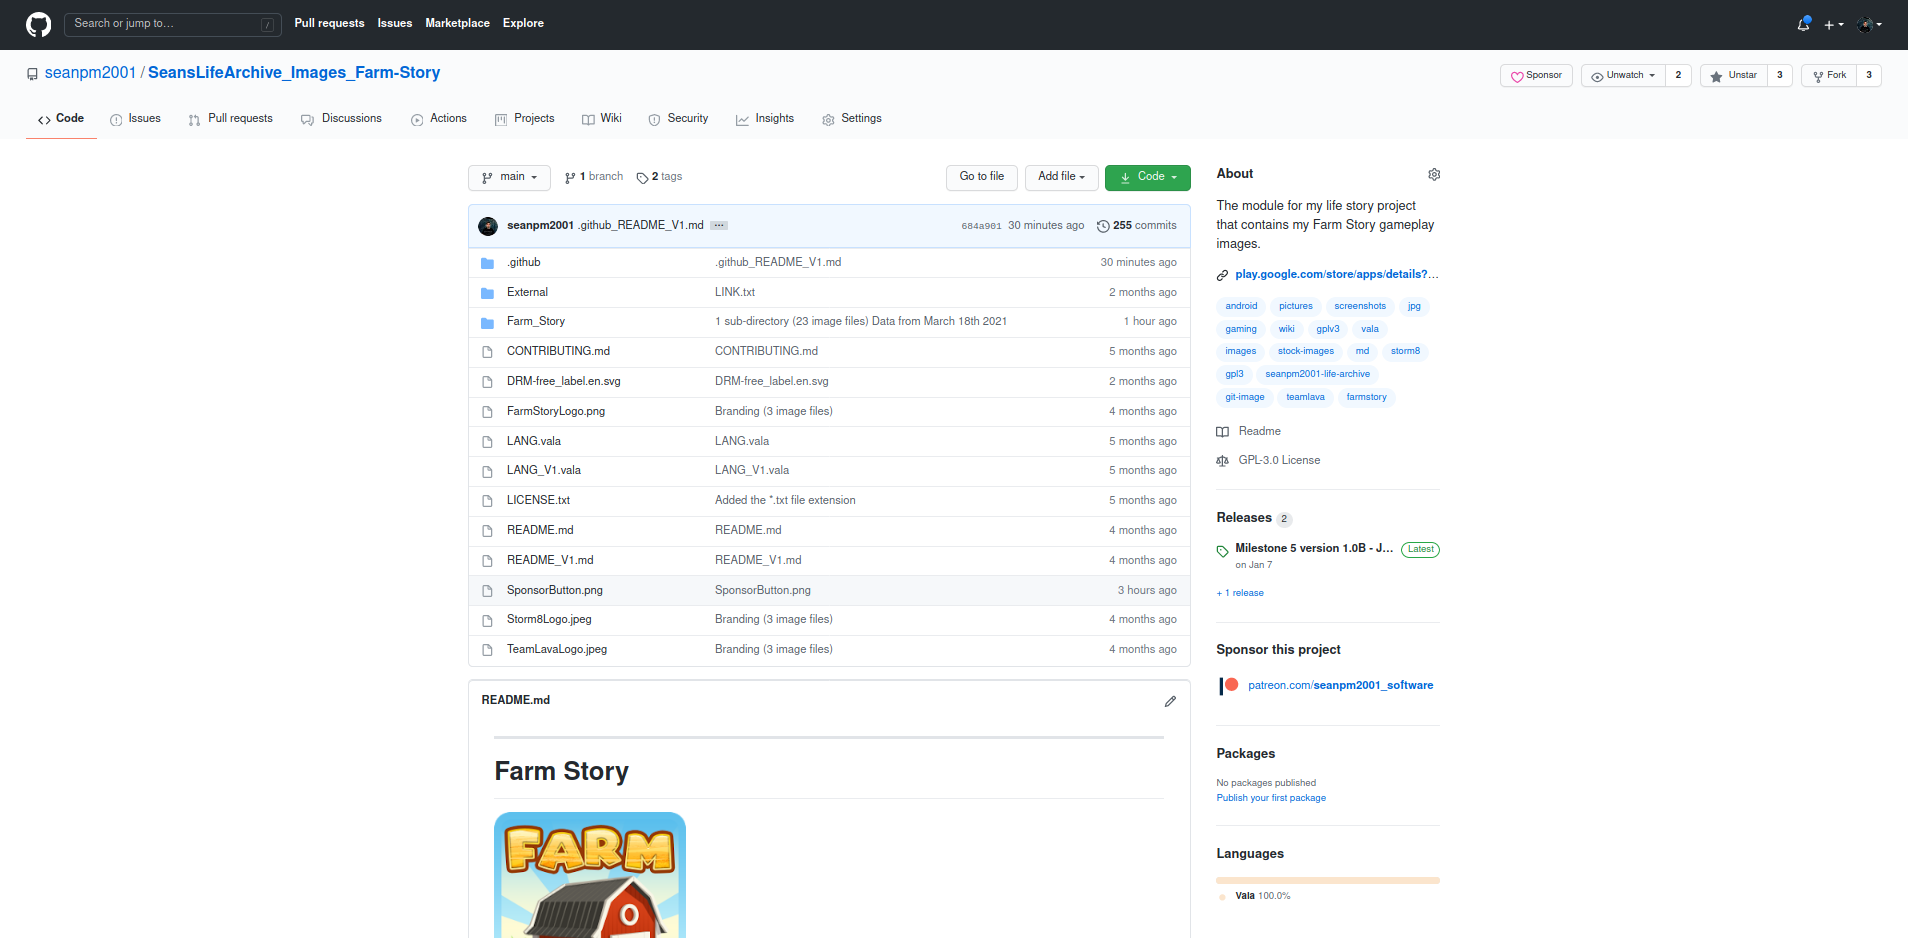 Search or jump to… /
Pull requests Issues Marketplace Explore
seanpm2001 / SeansLifeArchive_Images_Farm-Story
Sponsor Unwatch 2 Unstar 3 Fork 3
Code Issues Pull requests Discussions Actions Projects Wiki Security Insights Settings
main 1 branch 2 tags Go to file Add file Code
seanpm2001 .github_README_V1.md ··· 684a901 30 minutes ago 255 commits
.github .github_README_V1.md 30 minutes ago
External LINK.txt 2 months ago
Farm_Story 1 sub-directory (23 image files) Data from March 18th 2021 1 hour ago
CONTRIBUTING.md CONTRIBUTING.md 5 months ago
DRM-free_label.en.svg DRM-free_label.en.svg 2 months ago
FarmStoryLogo.png Branding (3 image files) 4 months ago
LANG.vala LANG.vala 5 months ago
LANG_V1.vala LANG_V1.vala 5 months ago
LICENSE.txt Added the *.txt file extension 5 months ago
README.md README.md 4 months ago
README_V1.md README_V1.md 4 months ago
SponsorButton.png SponsorButton.png 3 hours ago
Storm8Logo.jpeg Branding (3 image files) 4 months ago
TeamLavaLogo.jpeg Branding (3 image files) 4 months ago
README.md
Farm Story
FARM
About
The module for my life story project
that contains my Farm Story gameplay
images.
play.google.com/store/apps/details?…
android pictures screenshots jpg
gaming wiki gplv3 vala
images stock-images md storm8
gpl3 seanpm2001-life-archive
git-image teamlava farmstory
Readme
GPL-3.0 License
Releases 2
Milestone 5 version 1.0B - J… Latest
on Jan 7
+ 1 release
Sponsor this project
patreon.com/seanpm2001_software
Packages
No packages published
Publish your first package
Languages
Vala 100.0%